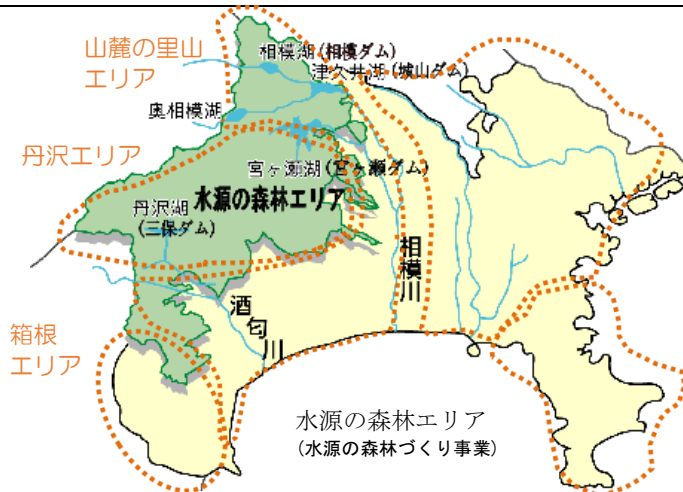 山麓の里山
エリア
相模湖(相模ダム)
津久井湖(城山ダム)
奥相模湖
丹沢エリア
宮ヶ瀬湖(宮ヶ瀬ダム)
水源の森林エリア
丹沢湖
(三保ダム)
相模川
酒匂川
箱根
エリア
水源の森林エリア
(水源の森林づくり事業)